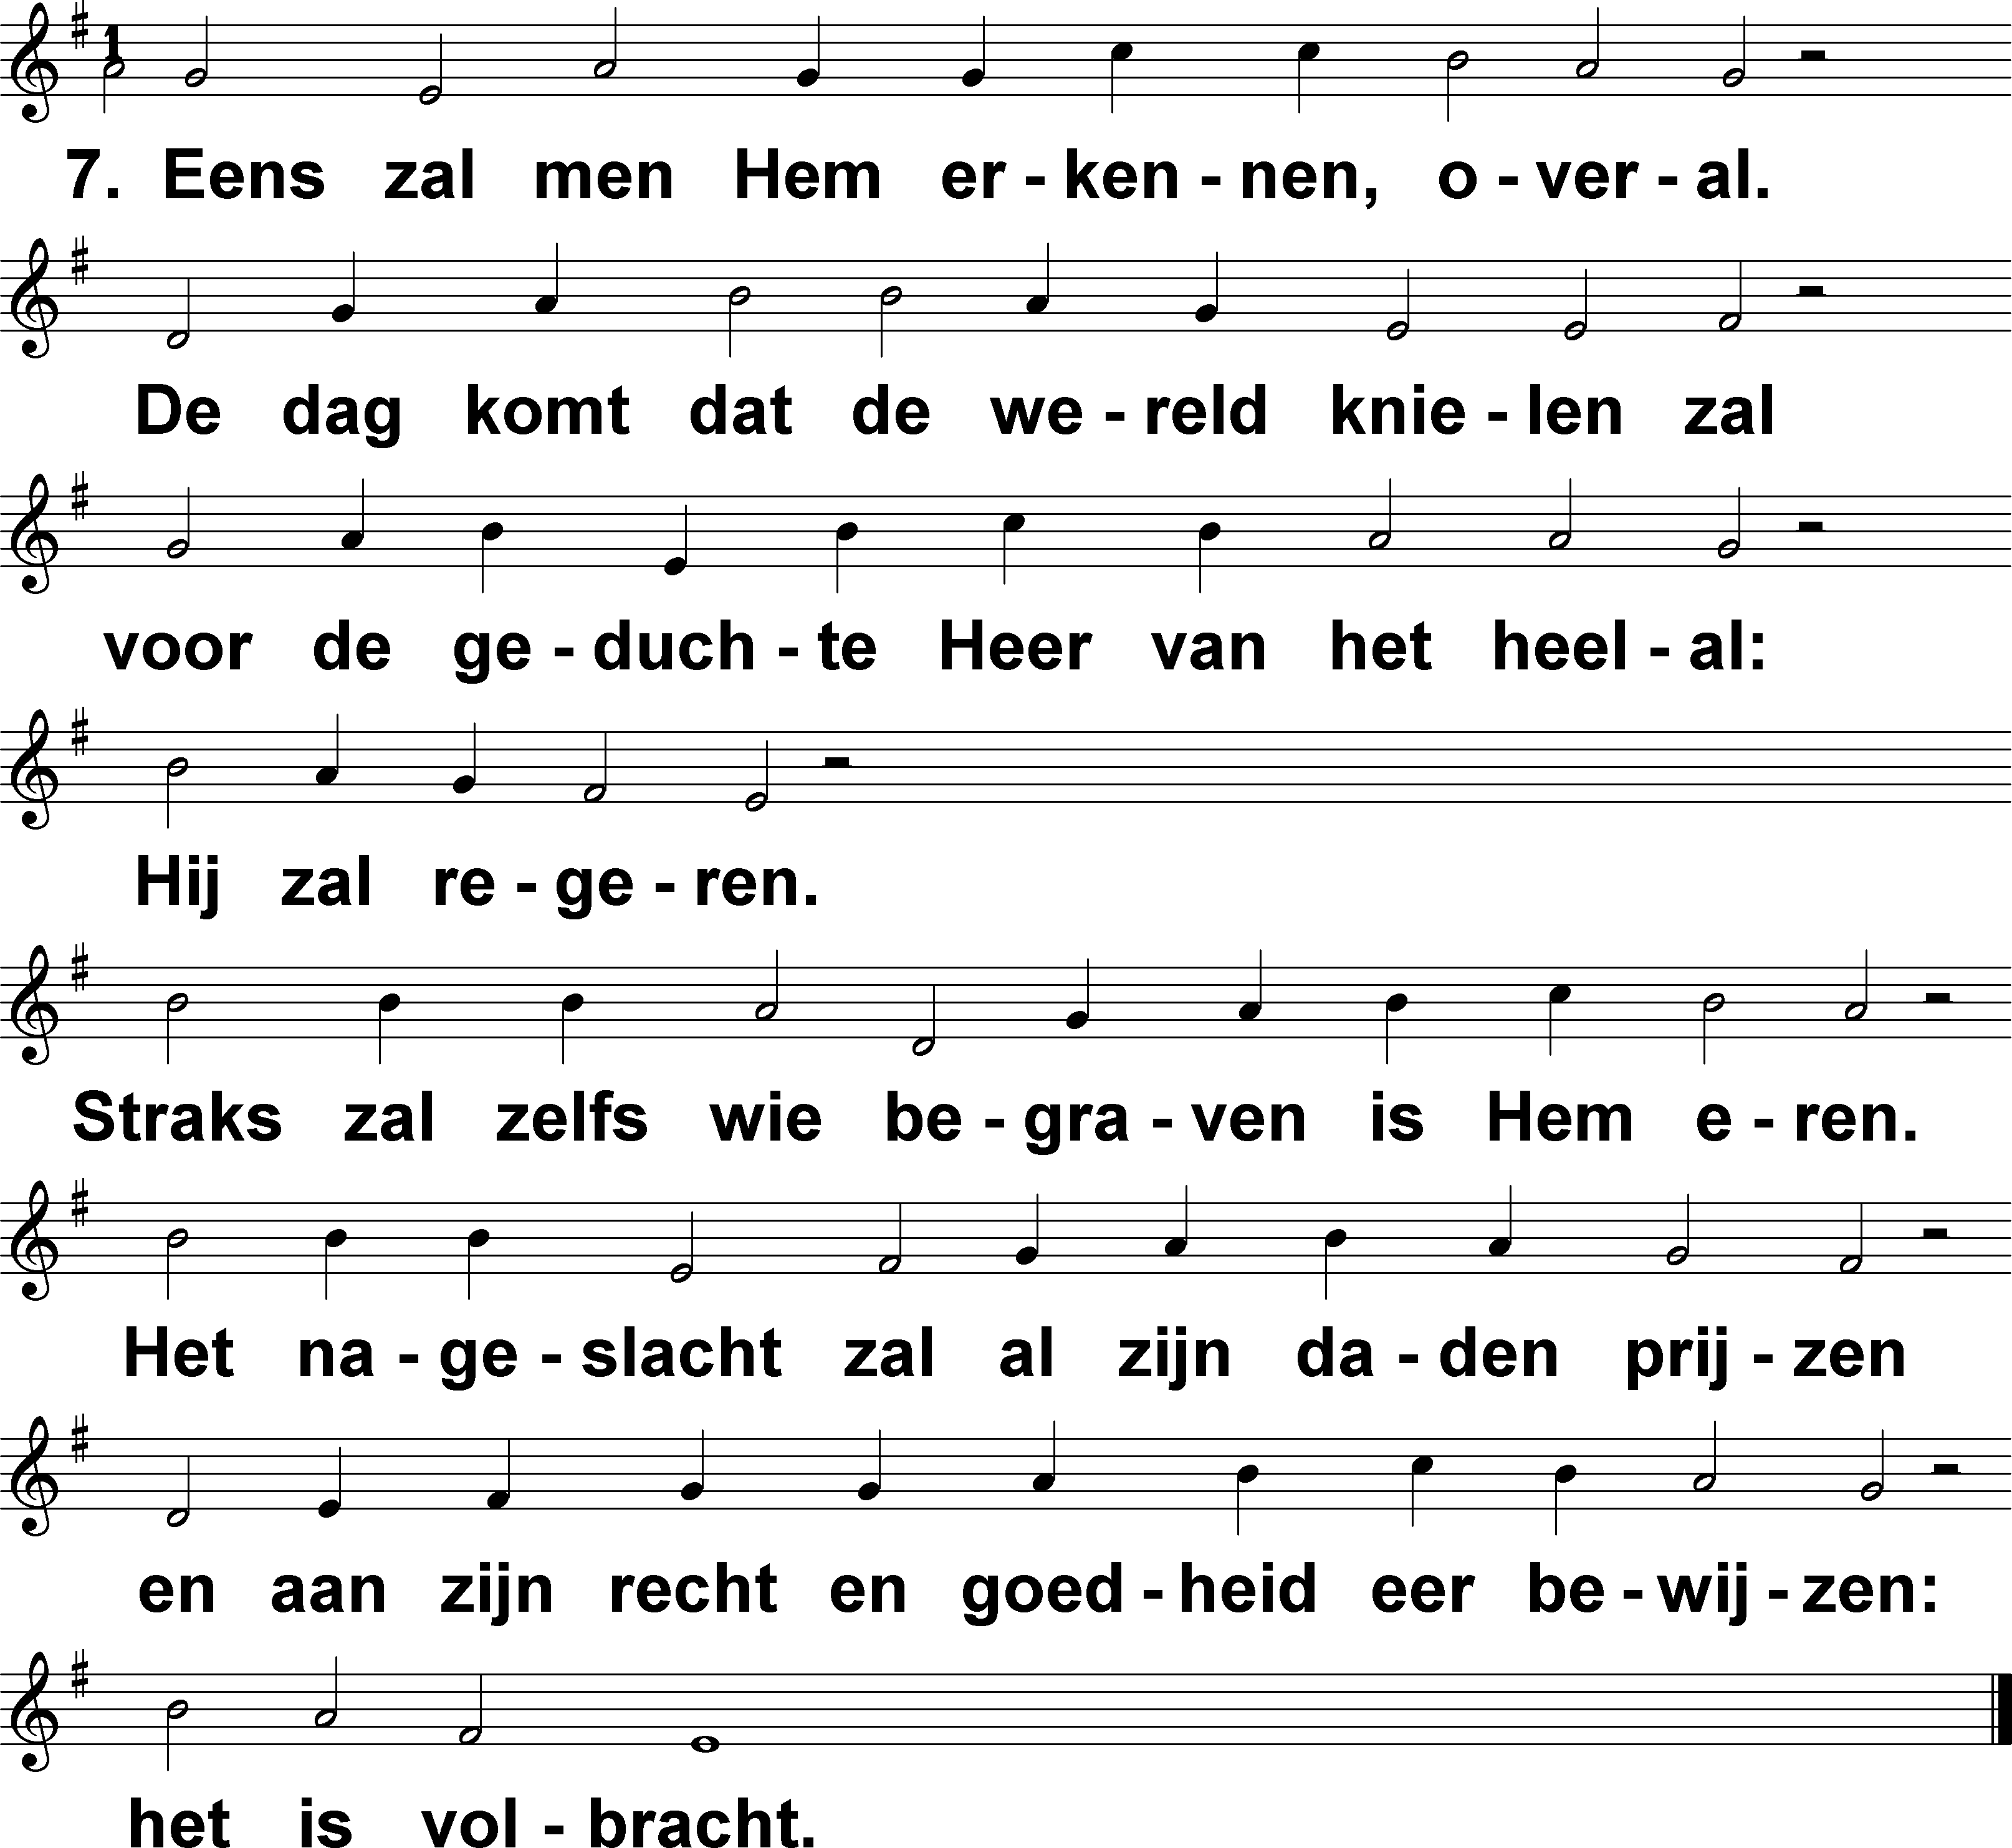 1
7. Eens zal men Hem er - ken - nen, o - ver - al.
De dag komt dat de we - reld knie - len zal
voor de ge - duch - te Heer van het heel - al:
Hij zal re - ge - ren.
Straks zal zelfs wie be - gra - ven is Hem e - ren.
Het na - ge - slacht zal al zijn da - den prij - zen
en aan zijn recht en goed - heid eer be - wij - zen:
het is vol - bracht.